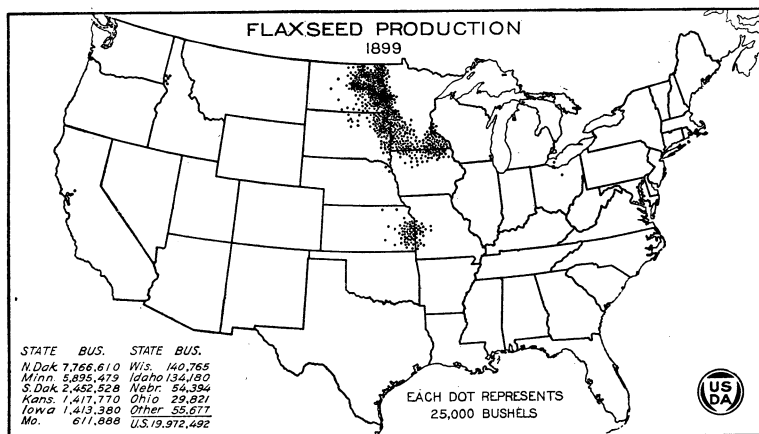 FLAXSEED PRODUCTION
1899
STATE BUS. STATE BUS.
N.Dak. 7,766,610 Wis. 140,765
Minn. 5,895,479 Idaho 134,180
S.Dak. 2,452,528 Nebr. 54,394
Kans. 1,417,770 Ohio 29,821
Iowa 1,413,380 Other 55,677
Mo. 611,888 U.S. 19,972,492
EACH DOT REPRESENTS
25,000 BUSHELS
US
DA